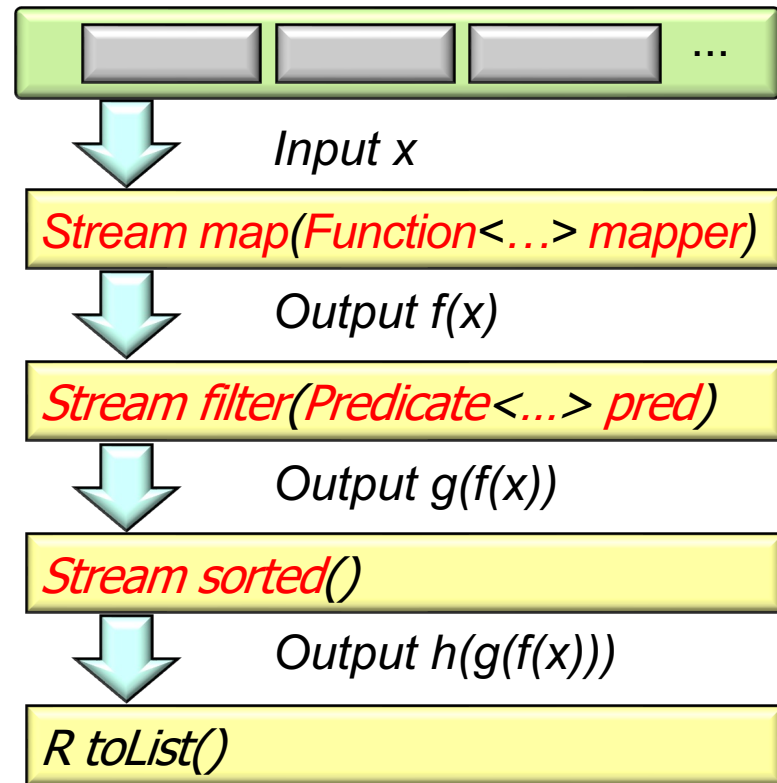 ...
Input x
Stream map(Function<...> mapper)
Output f(x)
Stream filter(Predicate<...> pred)
Output g(f(x))
Stream sorted()
Output h(g(f(x)))
R toList()